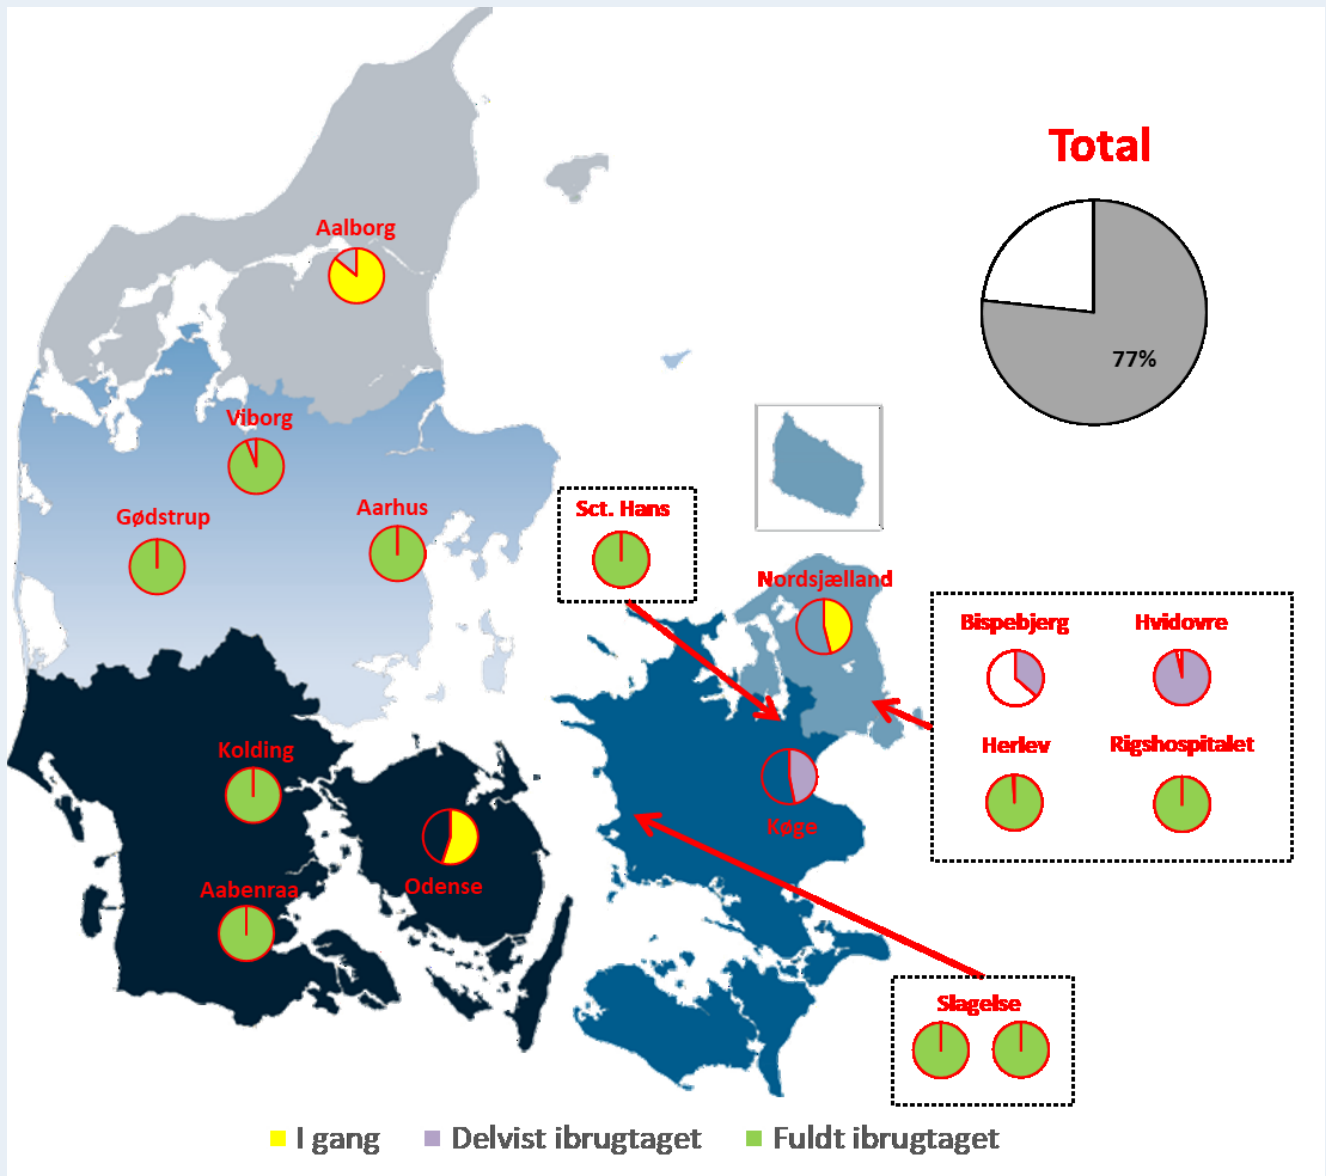 Total
77%
Aalborg
Viborg
Gødstrup
Aarhus
Sct. Hans
Nordsjælland
Bispebjerg
Hvidovre
Herlev
Rigshospitalet
Kolding
Køge
Odense
Aabenraa
Slagelse
I gang
Delvist ibrugtaget
Fuldt ibrugtaget